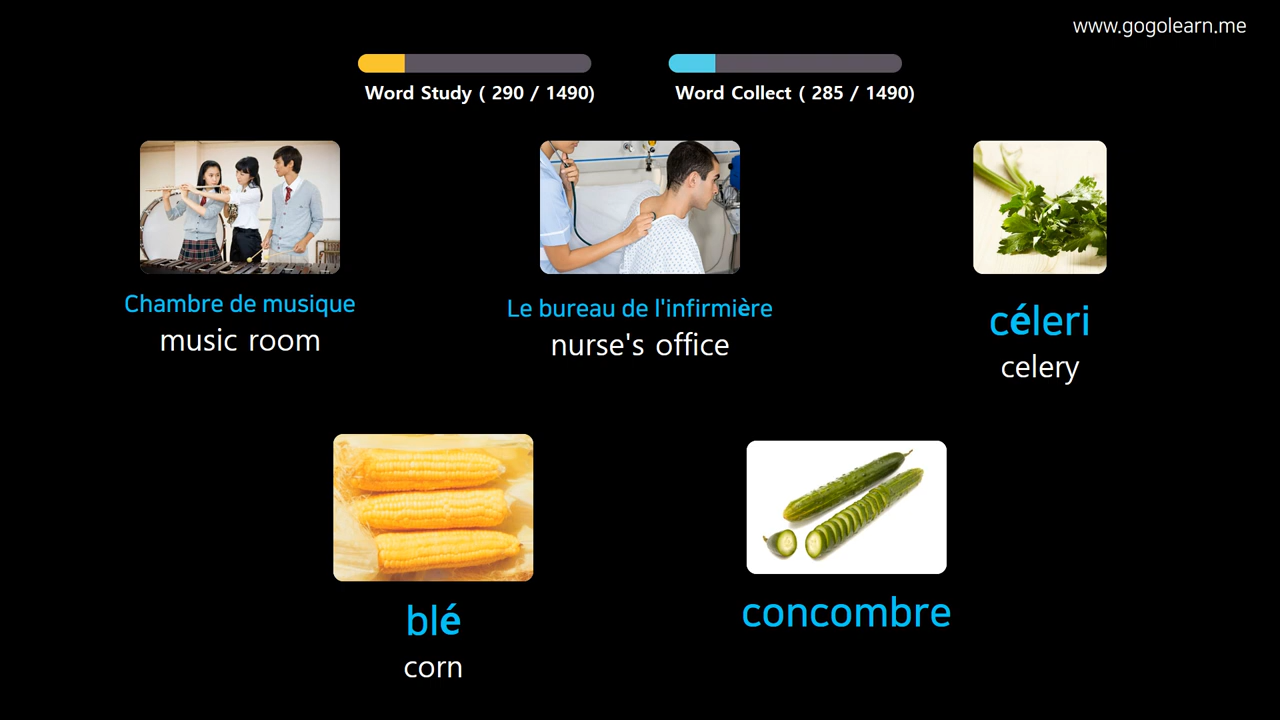 www.gogolearn.me
Word Study ( 290 / 1490)
Word Collect ( 285 / 1490)
Chambre de musique
music room
Le bureau de l'infirmière
nurse's office
céleri
celery
blé
corn
concombre